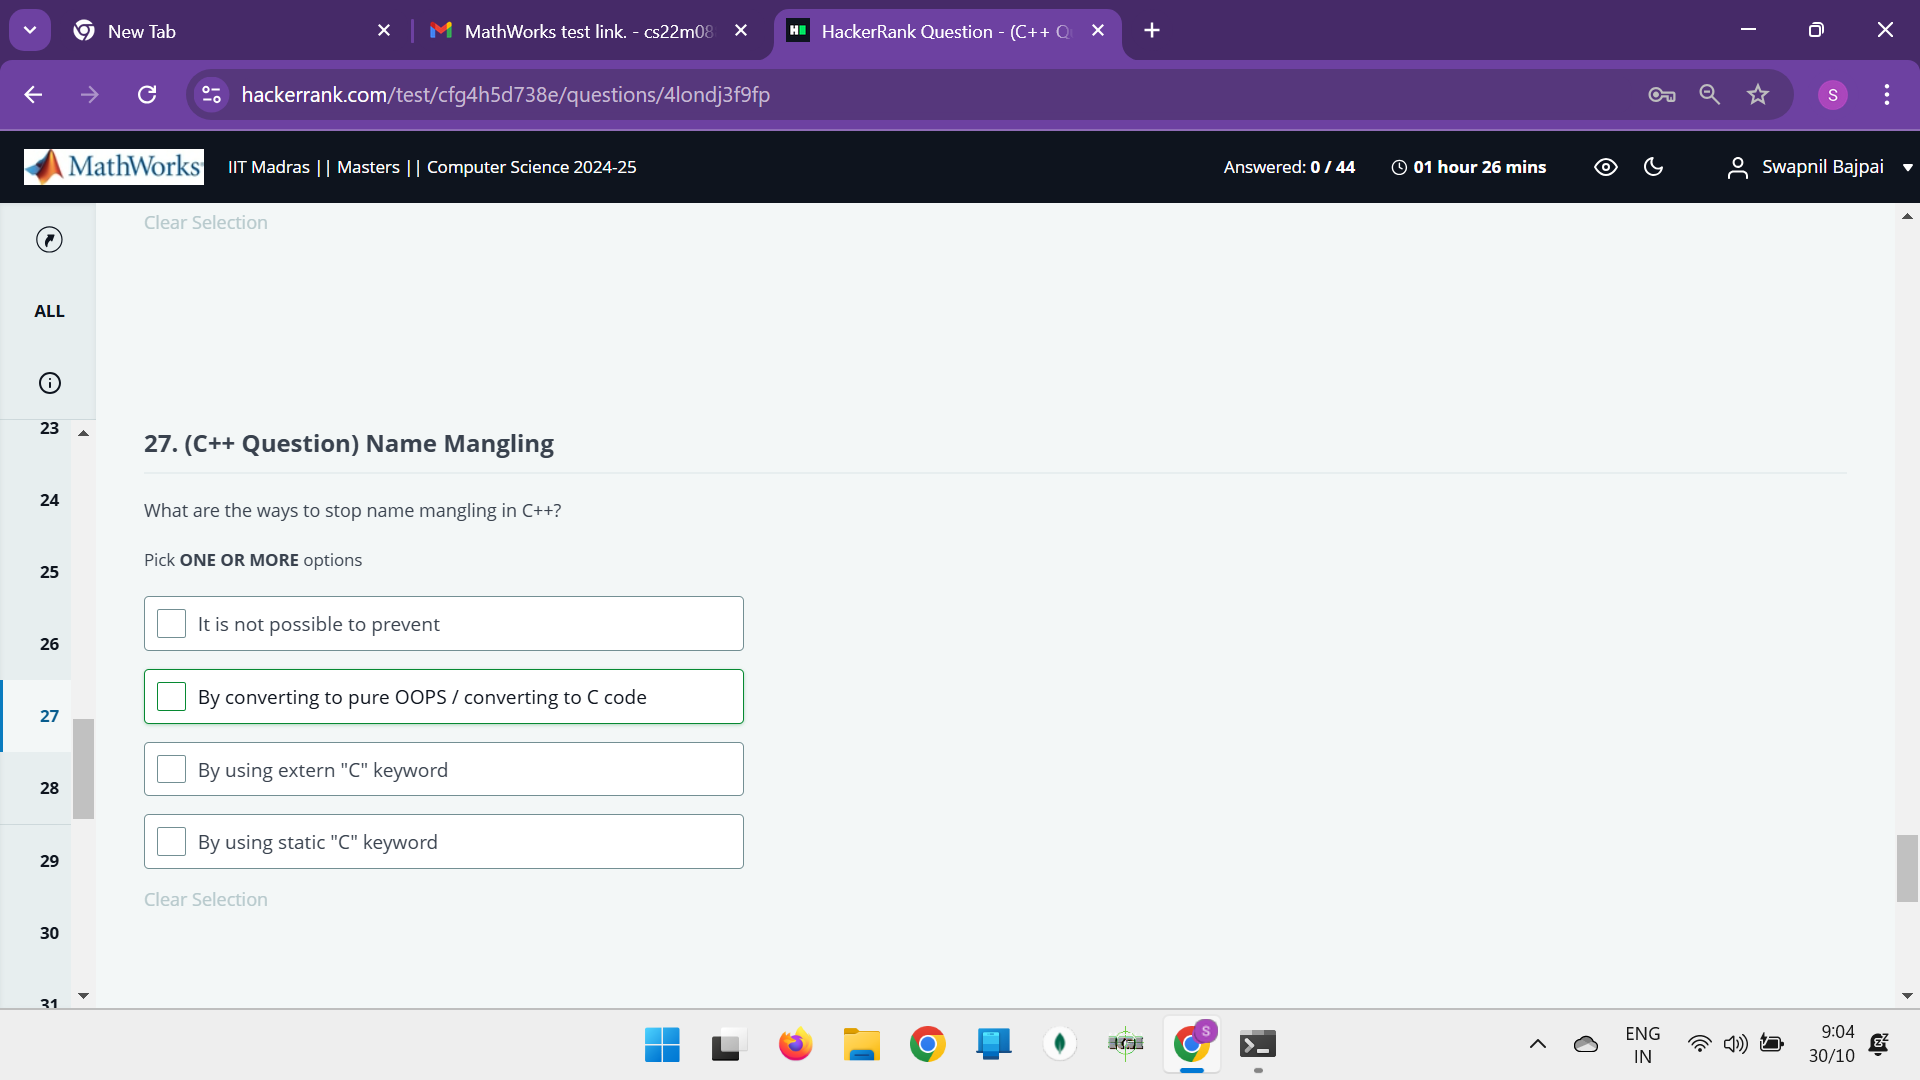 New Tab
MathWorks test link. - cs22m08
HackerRank Question - (C++ Q
hackerrank.com/test/cfg4h5d738e/questions/4londj3f9fp
S
MathWorks
IIT Madras || Masters || Computer Science 2024-25
Answered: 0 / 44
01 hour 26 mins
Swapnil Bajpai
Clear Selection
ALL
23
24
25
26
27
28
29
30
31
27. (C++ Question) Name Mangling
What are the ways to stop name mangling in C++?
Pick ONE OR MORE options
It is not possible to prevent
By converting to pure OOPS / converting to C code
By using extern "C" keyword
By using static "C" keyword
Clear Selection
S
ENG
IN
9:04
30/10